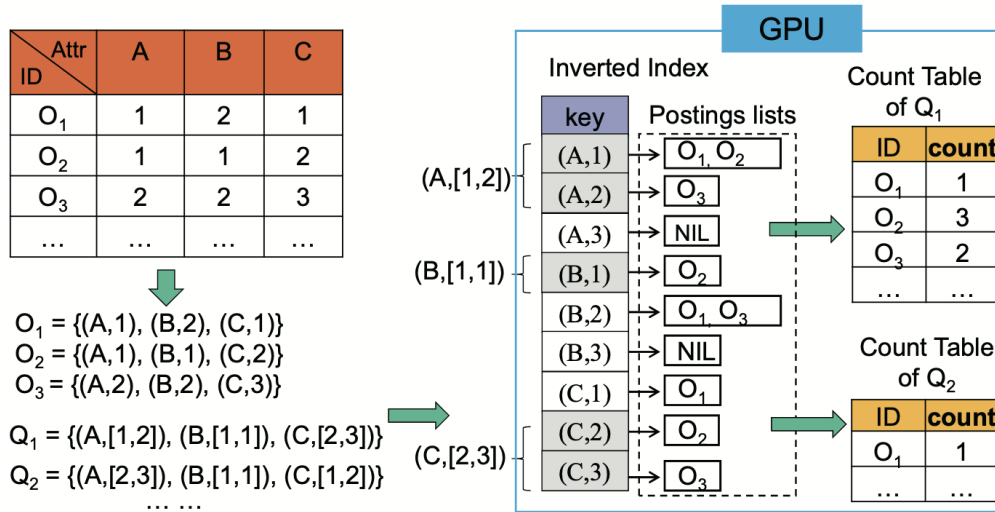 Attr
ID
A B C
O1 1 2 1
O2 1 1 2
O3 2 2 3
... ... ... ...
O1 = {(A,1), (B,2), (C,1)}
O2 = {(A,1), (B,1), (C,2)}
O3 = {(A,2), (B,2), (C,3)}
Q1 = {(A,[1,2]), (B,[1,1]), (C,[2,3])}
Q2 = {(A,[2,3]), (B,[1,1]), (C,[1,2])}
... ...
GPU
Inverted Index
key
Postings lists
(A,[1,2])
(B,[1,1])
(C,[2,3])
(A,1) O1, O2
(A,2) O3
(A,3) NIL
(B,1) O2
(B,2) O1, O3
(B,3) NIL
(C,1) O1
(C,2) O2
(C,3) O3
Count Table
of Q1
ID count
O1 1
O2 3
O3 2
... ...
Count Table
of Q2
ID count
O1 1
... ...